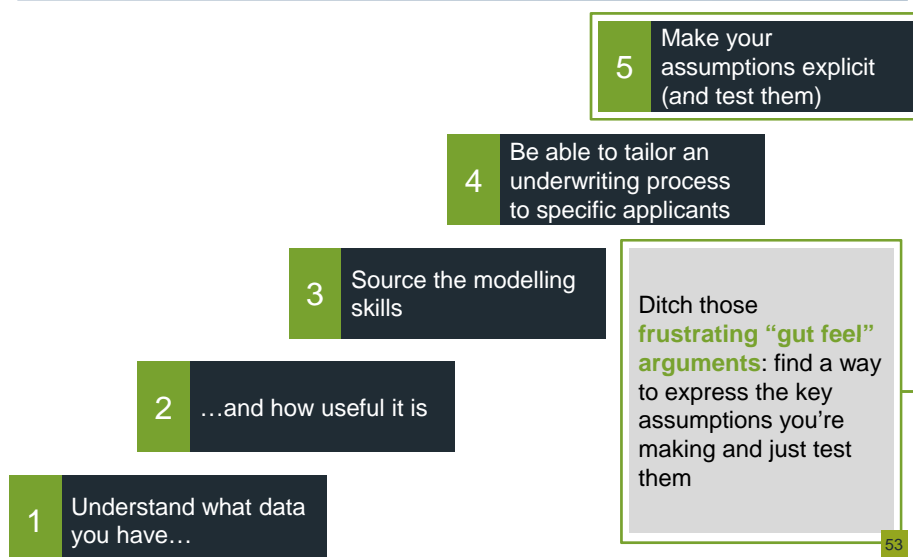 5
Make your
assumptions explicit
(and test them)
4
Be able to tailor an
underwriting process
to specific applicants
3
Source the modelling
skills
2
…and how useful it is
1
Understand what data
you have…
Ditch those
frustrating “gut feel”
arguments: find a way
to express the key
assumptions you’re
making and just test
them
53